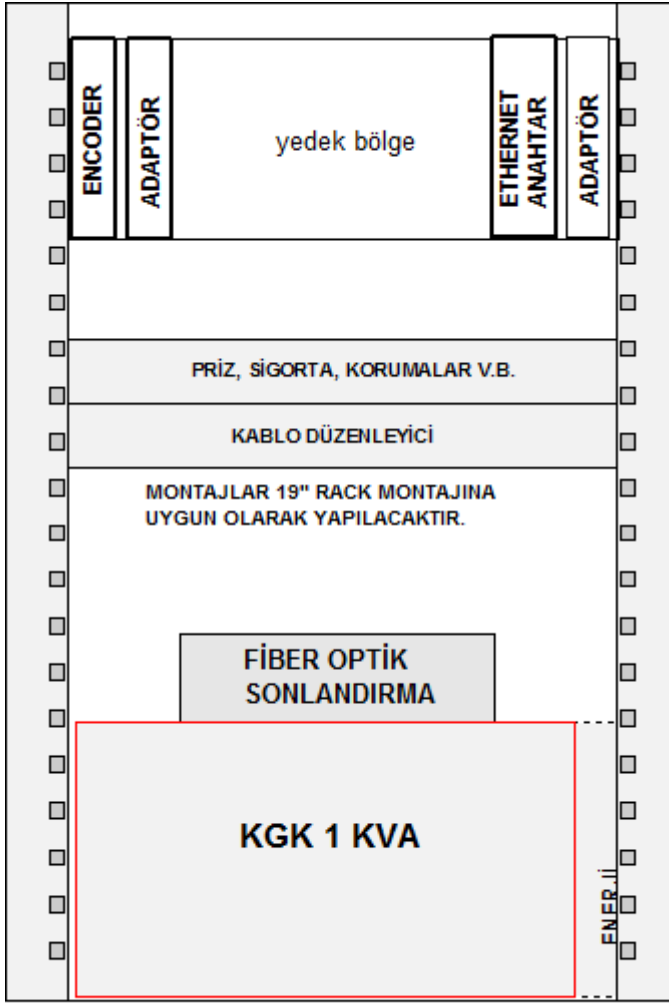 ENCODER
ADAPTÖR
yedek bölge
ETHERNET
ANAHTAR
ADAPTÖR
PRİZ, SİGORTA, KORUMALAR V.B.
KABLO DÜZENLEYİCİ
MONTAJLAR 19" RACK MONTAJINA
UYGUN OLARAK YAPILACAKTIR.
FİBER OPTİK
SONLANDIRMA
KGK 1 KVA
ENERJİ